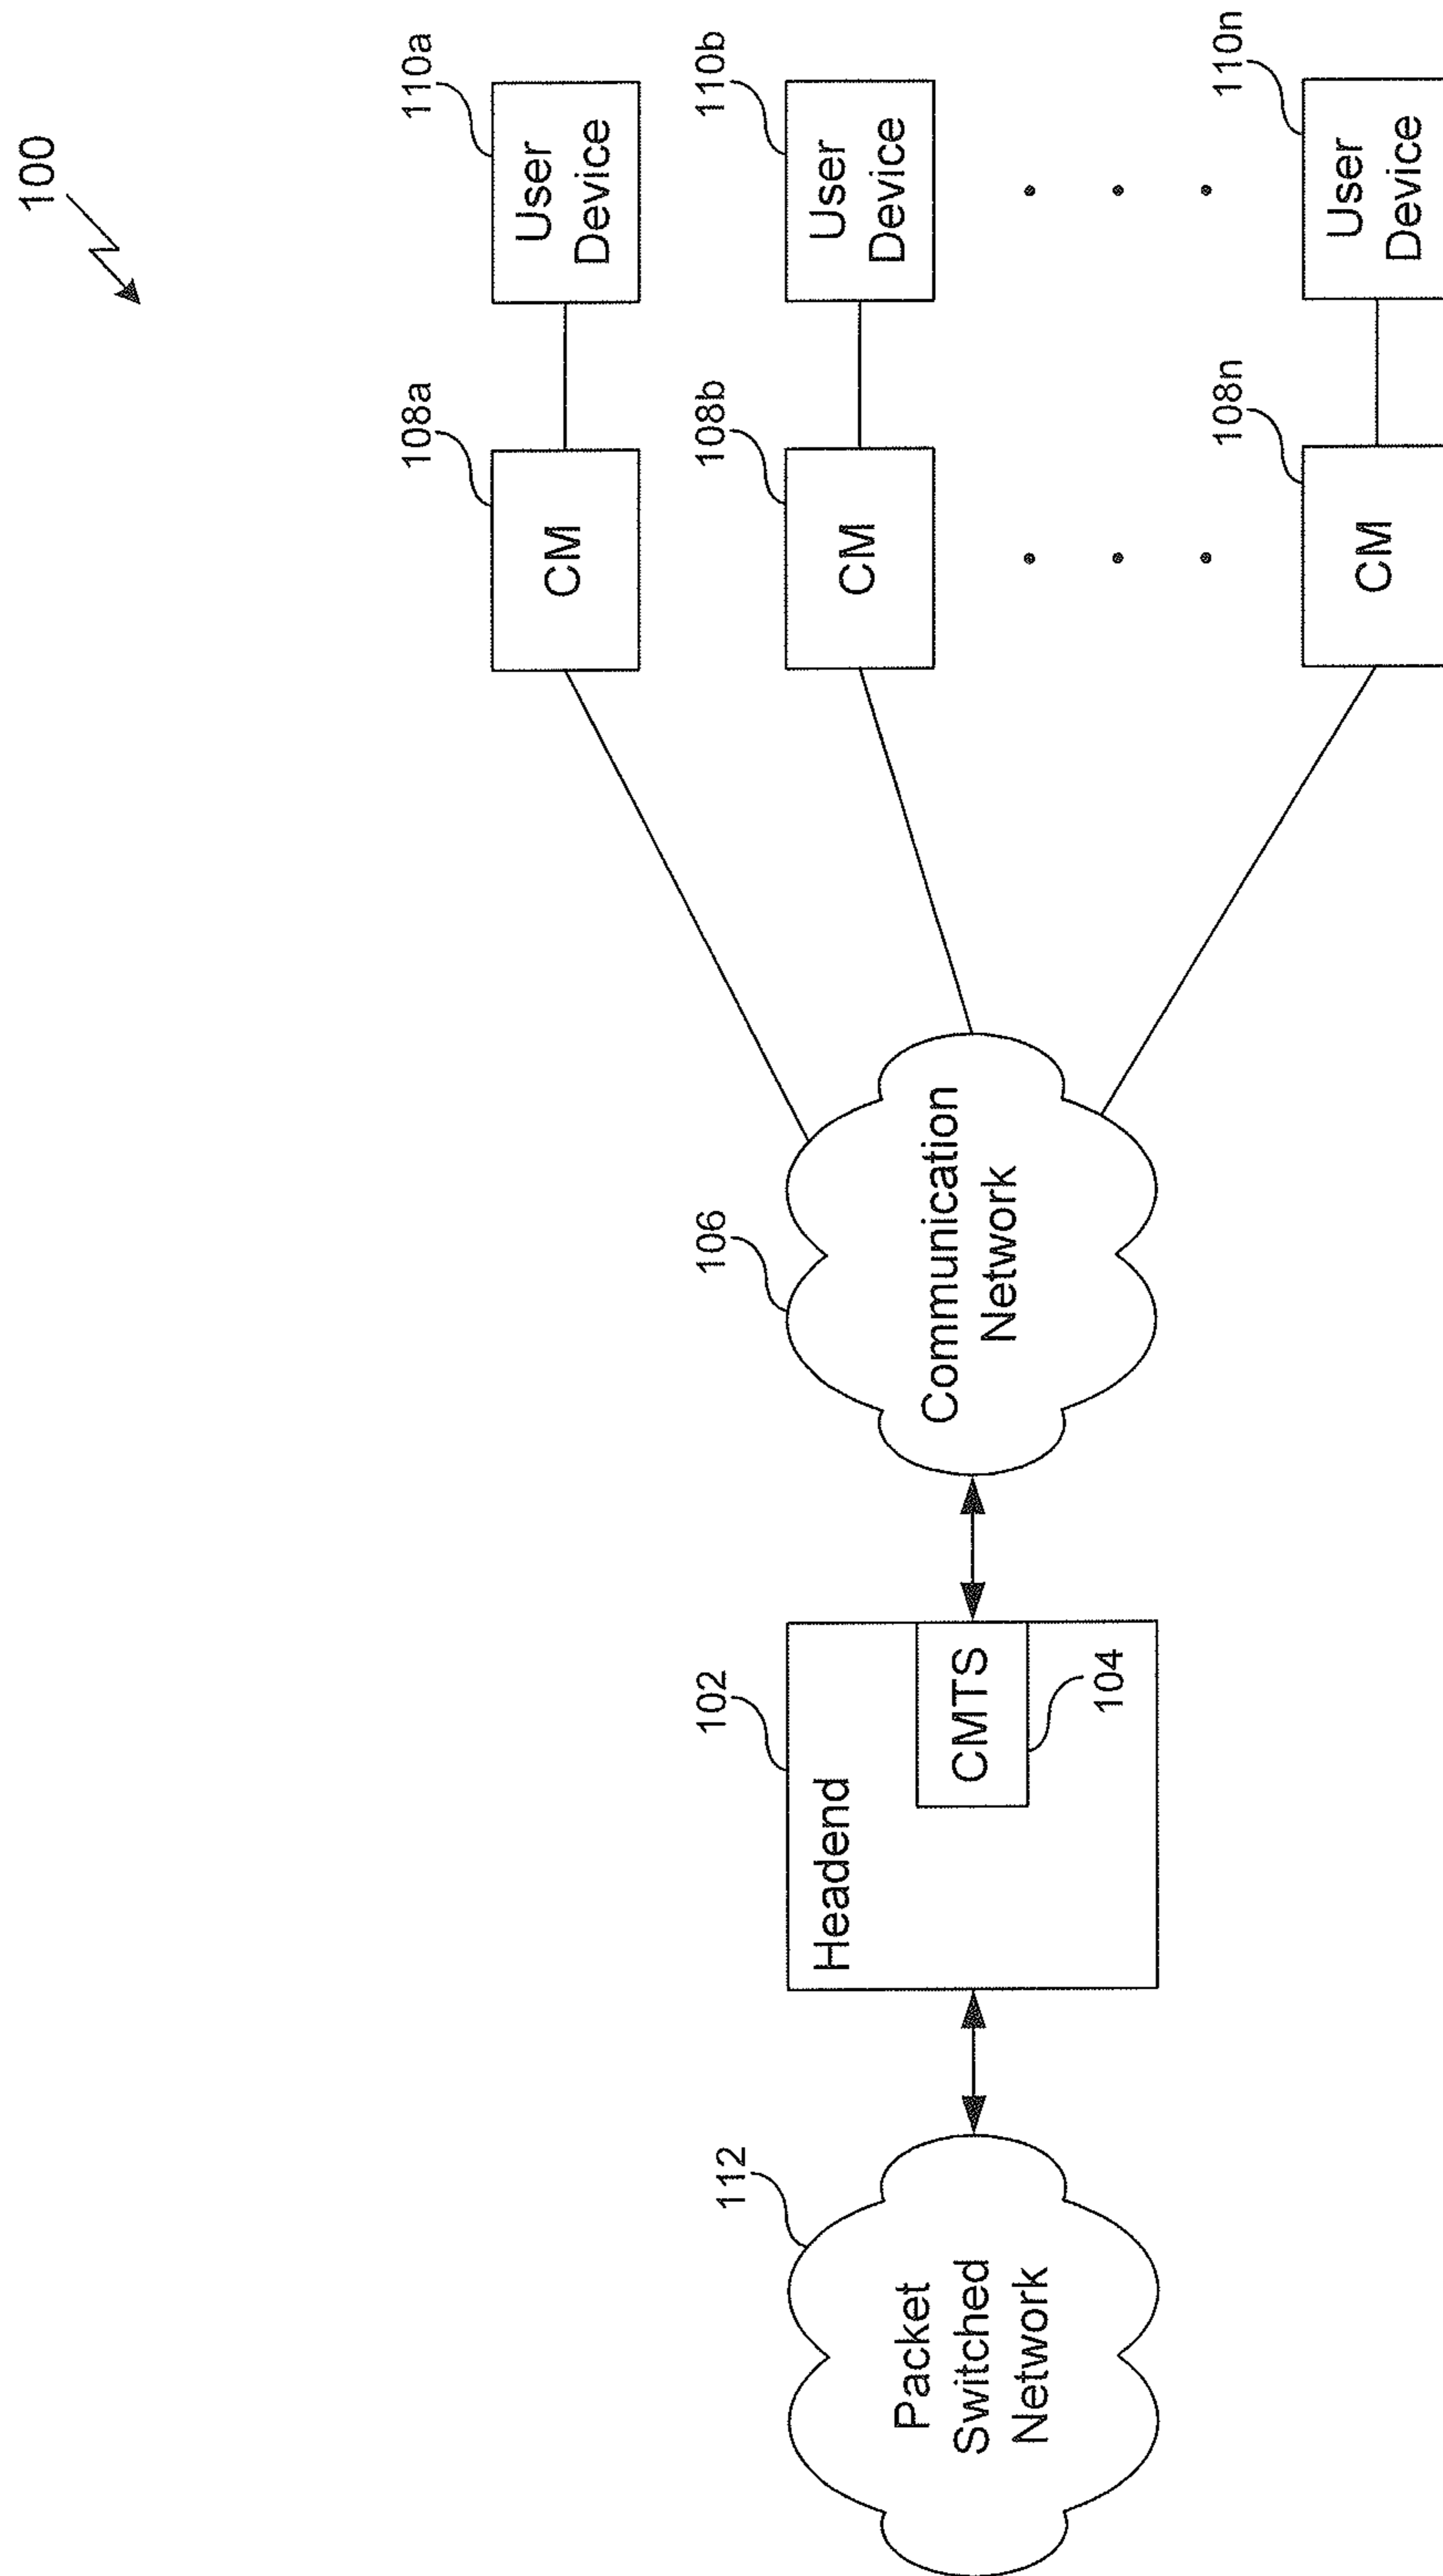 100
110a
User
Device
108a
CM
110b
User
Device
108b
CM
110n
User
Device
108n
CM
106
Communication
Network
102
Headend
CMTS
104
112
Packet
Switched
Network